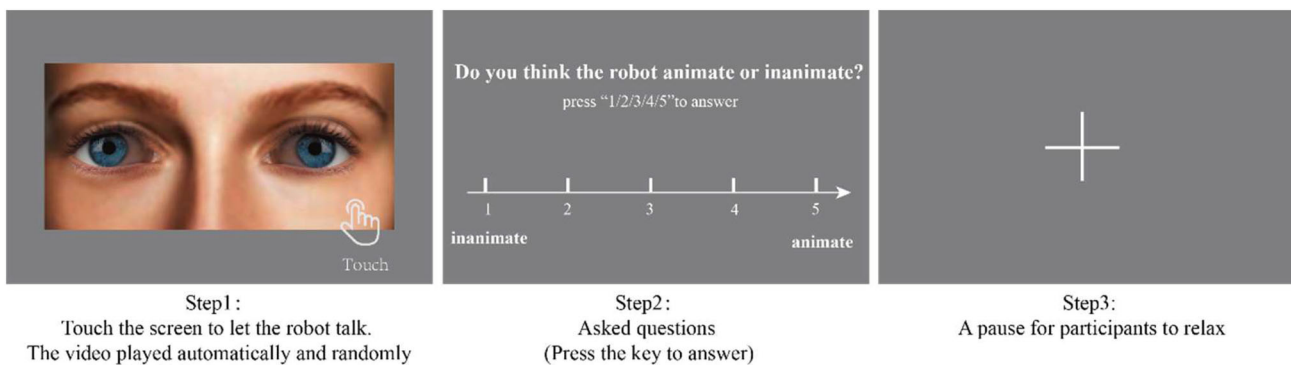 Touch
Do you think the robot animate or inanimate?
press “1/2/3/4/5”to answer
1 2 3 4 5
inanimate animate
Step1:
Touch the screen to let the robot talk.
The video played automatically and randomly
Step2:
Asked questions
(Press the key to answer)
Step3:
A pause for participants to relax